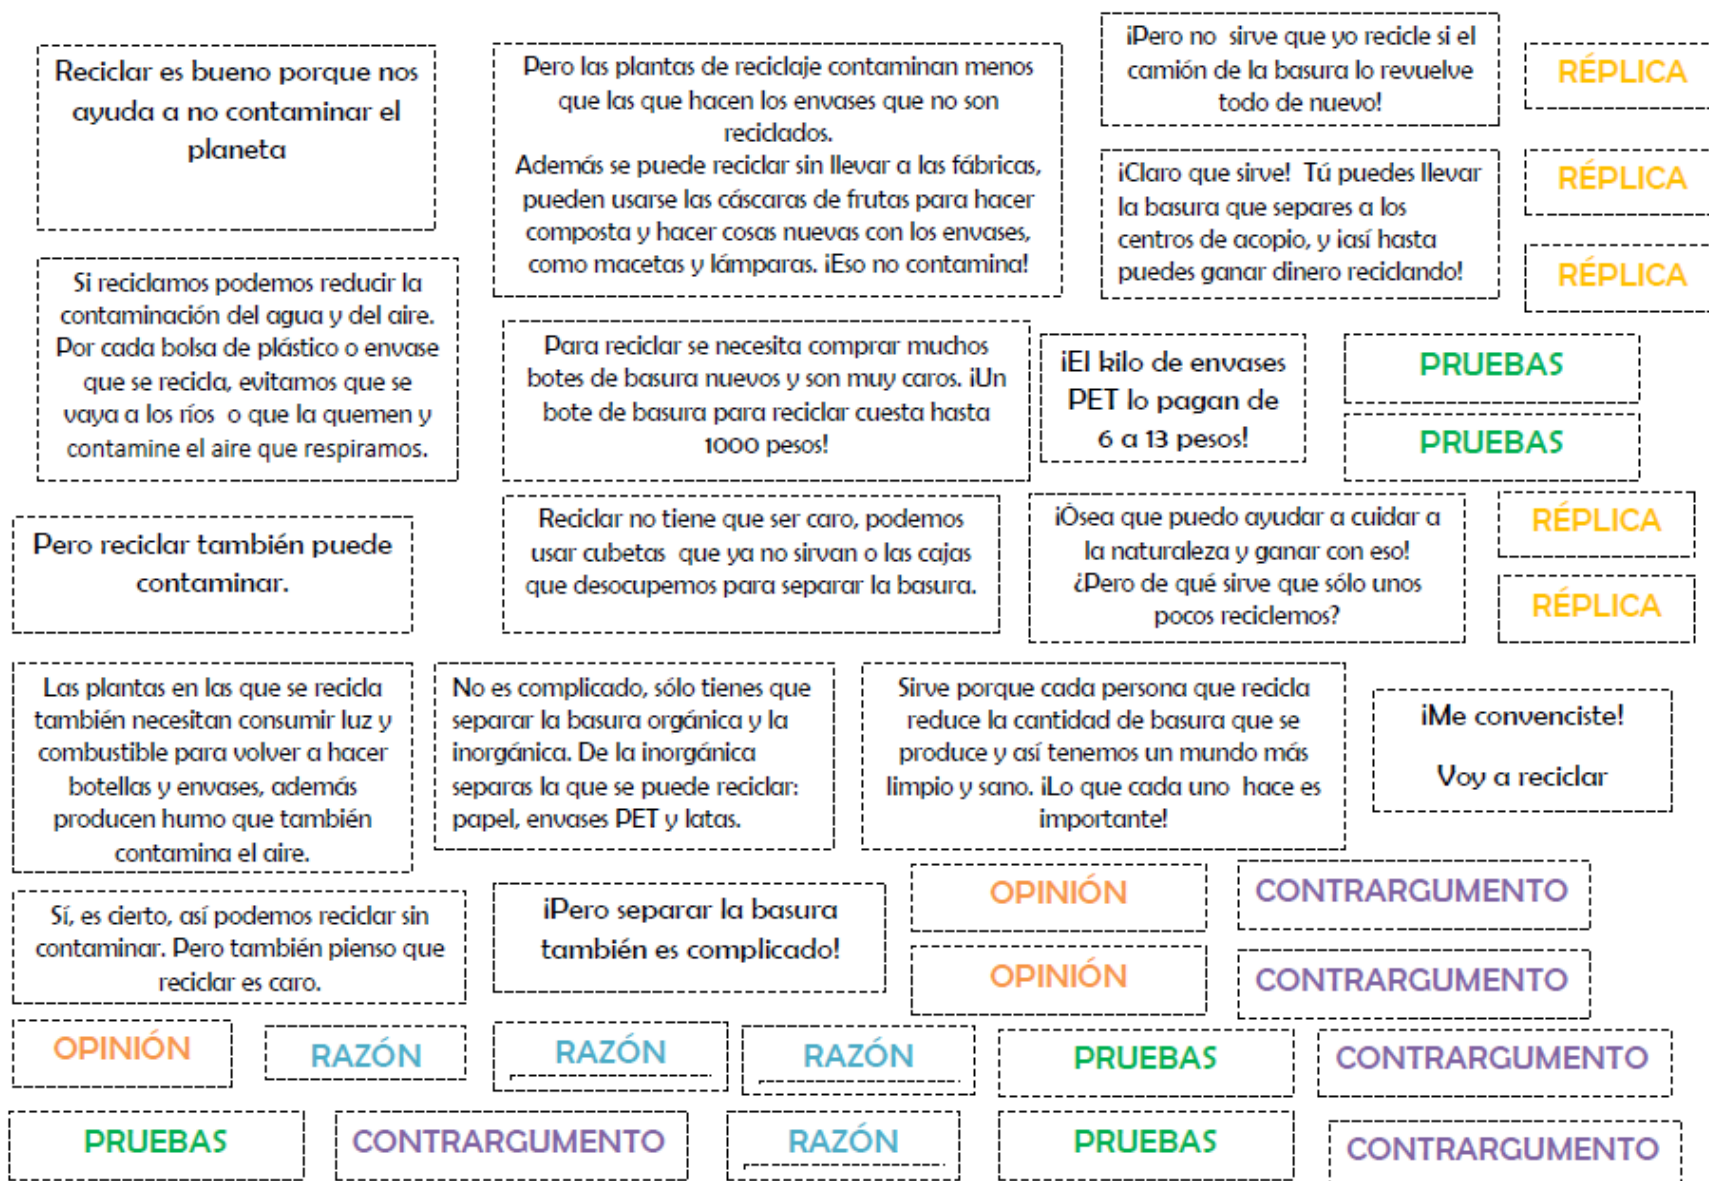 Reciclar es bueno porque nos
ayuda a no contaminar el
planeta
Pero las plantas de reciclaje contaminan menos
que las que hacen los envases que no son
reciclados.
Además se puede reciclar sin llevar a las fábricas,
pueden usarse las cáscaras de frutas para hacer
composta y hacer cosas nuevas con los envases,
como macetas y lámparas. ¡Eso no contamina!
¡Pero no sirve que yo recicle si el
camión de la basura lo revuelve
todo de nuevo!
RÉPLICA
¡Claro que sirve! Tú puedes llevar
la basura que separes a los
centros de acopio, y ¡así hasta
puedes ganar dinero reciclando!
RÉPLICA
RÉPLICA
Si reciclamos podemos reducir la
contaminación del agua y del aire.
Por cada bolsa de plástico o envase
que se recicla, evitamos que se
vaya a los ríos o que la quemen y
contamine el aire que respiramos.
Para reciclar se necesita comprar muchos
botes de basura nuevos y son muy caros. ¡Un
bote de basura para reciclar cuesta hasta
1000 pesos!
¡El kilo de envases
PET lo pagan de
6 a 13 pesos!
PRUEBAS
PRUEBAS
Pero reciclar también puede
contaminar.
Reciclar no tiene que ser caro, podemos
usar cubetas que ya no sirvan o las cajas
que desocupemos para separar la basura.
¡Ósea que puedo ayudar a cuidar a
la naturaleza y ganar con eso!
¿Pero de qué sirve que sólo unos
pocos reciclemos?
RÉPLICA
RÉPLICA
Las plantas en las que se recicla
también necesitan consumir luz y
combustible para volver a hacer
botellas y envases, además
producen humo que también
contamina el aire.
No es complicado, sólo tienes que
separar la basura orgánica y la
inorgánica. De la inorgánica
separas la que se puede reciclar:
papel, envases PET y latas.
Sirve porque cada persona que recicla
reduce la cantidad de basura que se
produce y así tenemos un mundo más
limpio y sano. ¡Lo que cada uno hace es
importante!
¡Me convenciste!
Voy a reciclar
Sí, es cierto, así podemos reciclar sin
contaminar. Pero también pienso que
reciclar es caro.
¡Pero separar la basura
también es complicado!
OPINIÓN
CONTRARGUMENTO
OPINIÓN
CONTRARGUMENTO
OPINIÓN
RAZÓN
RAZÓN
RAZÓN
PRUEBAS
CONTRARGUMENTO
PRUEBAS
CONTRARGUMENTO
RAZÓN
PRUEBAS
CONTRARGUMENTO